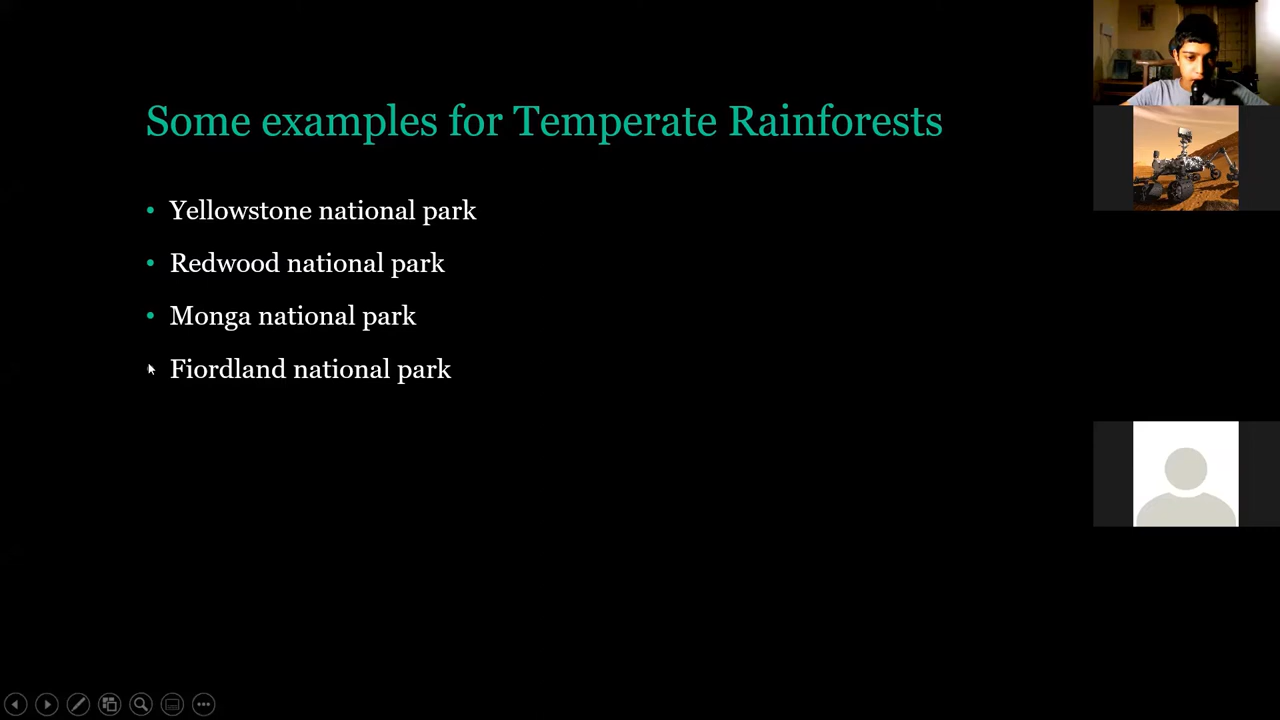 Some examples for Temperate Rainforests
Yellowstone national park
Redwood national park
Monga national park
Fiordland national park